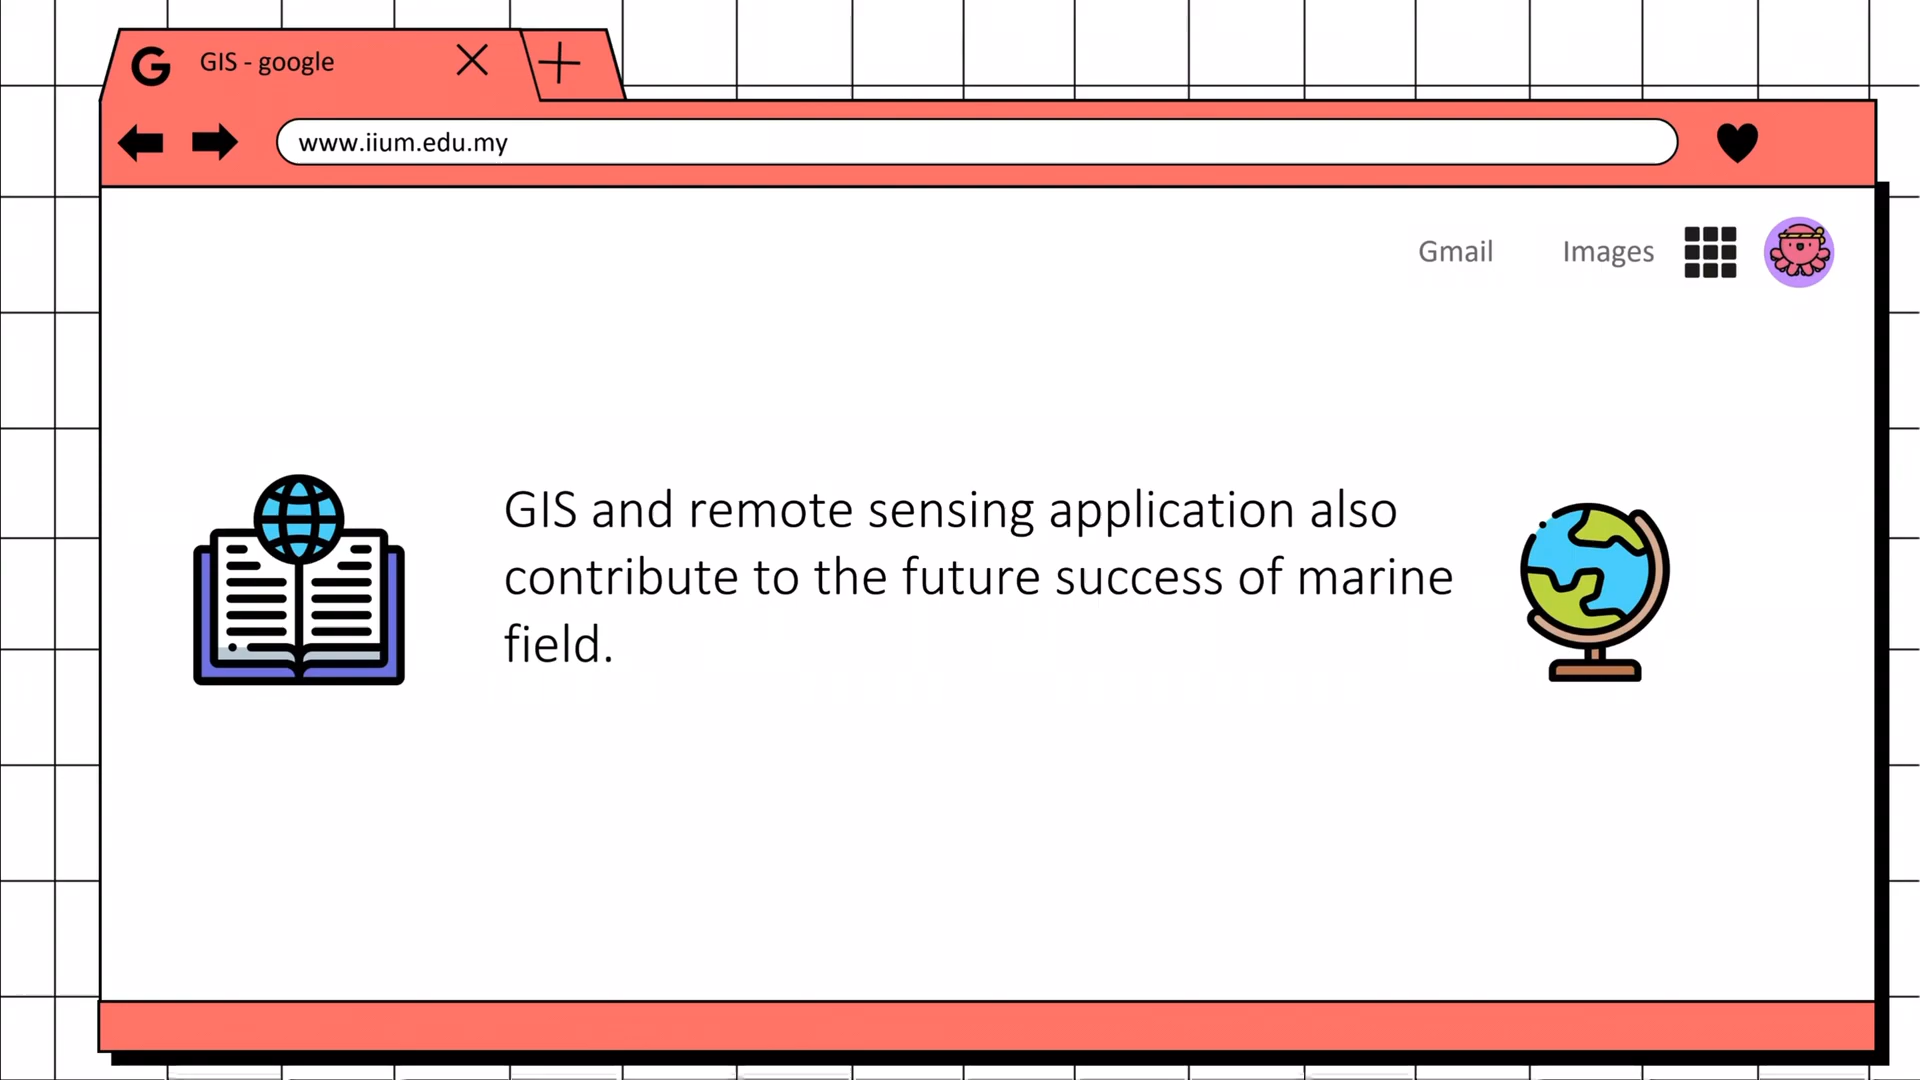 GIS - google
www.iium.edu.my
Gmail Images
GIS and remote sensing application also
contribute to the future success of marine
field.